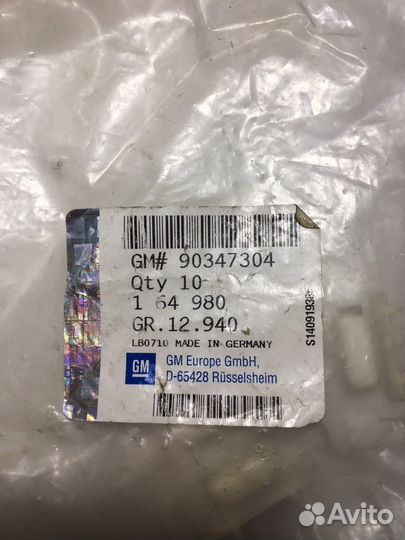 GM# 90347304
Qty 10
1 64 980
GR.12.940
LB0710 MADE IN GERMANY
GM
GM Europe GmbH,
D-65428 Rüsselsheim
Avito